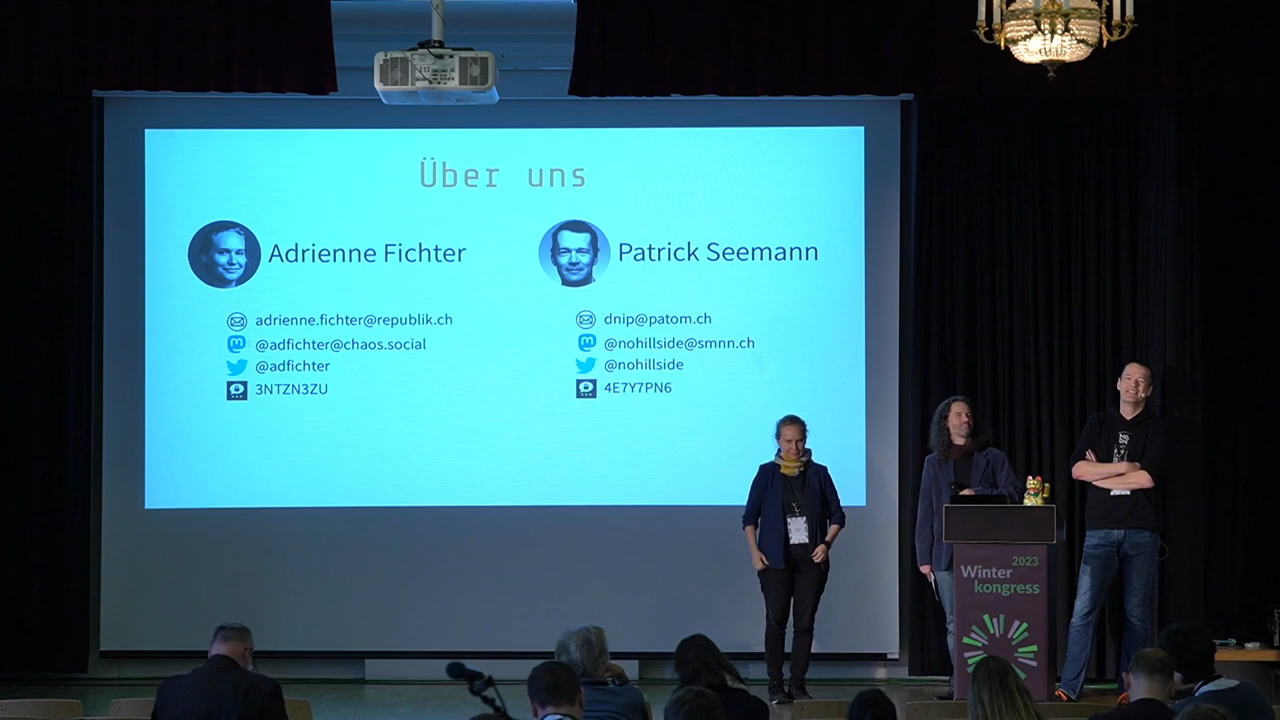 Über uns
Adrienne Fichter
adrienne.fichter@republik.ch
@adfichter@chaos.social
@adfichter
3NTZN3ZU
Patrick Seemann
dnip@patom.ch
@nohillside@smnn.ch
@nohillside
4E7Y7PN6
2023
Winter
kongress